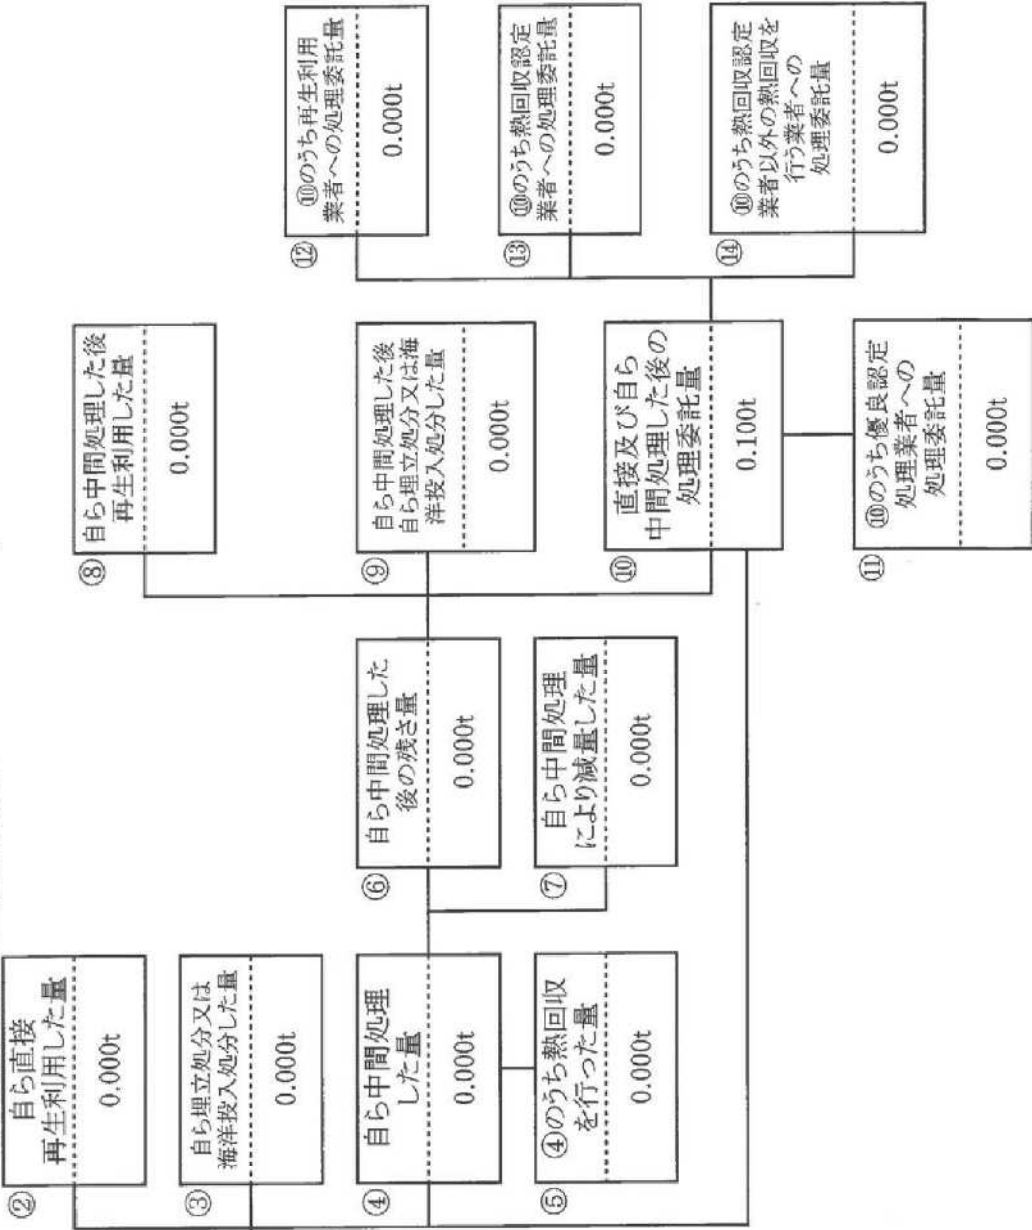 ②
自ら直接
再生利用した量
0.000t
③
自ら埋立処分又は
海洋投入処分した量
0.000t
④
自ら中間処理
した量
0.000t
⑤
④のうち熱回収
を行った量
0.000t
⑥
自ら中間処理した
後の残さ量
0.000t
⑦
自ら中間処理
により減量した量
0.000t
⑧
自ら中間処理した後
再生利用した量
0.000t
⑨
自ら中間処理した後
自ら埋立処分又は海
洋投入処分した量
0.000t
⑩
直接及び自ら
中間処理した後の
処理委託量
0.100t
⑪
⑩のうち優良認定
処理業者への
処理委託量
0.000t
⑫
⑩のうち再生利用
業者への処理委託量
0.000t
⑬
⑩のうち熱回収認定
業者への処理委託量
0.000t
⑭
⑩のうち熱回収認定
業者以外の熱回収を
行う業者への
処理委託量
0.000t